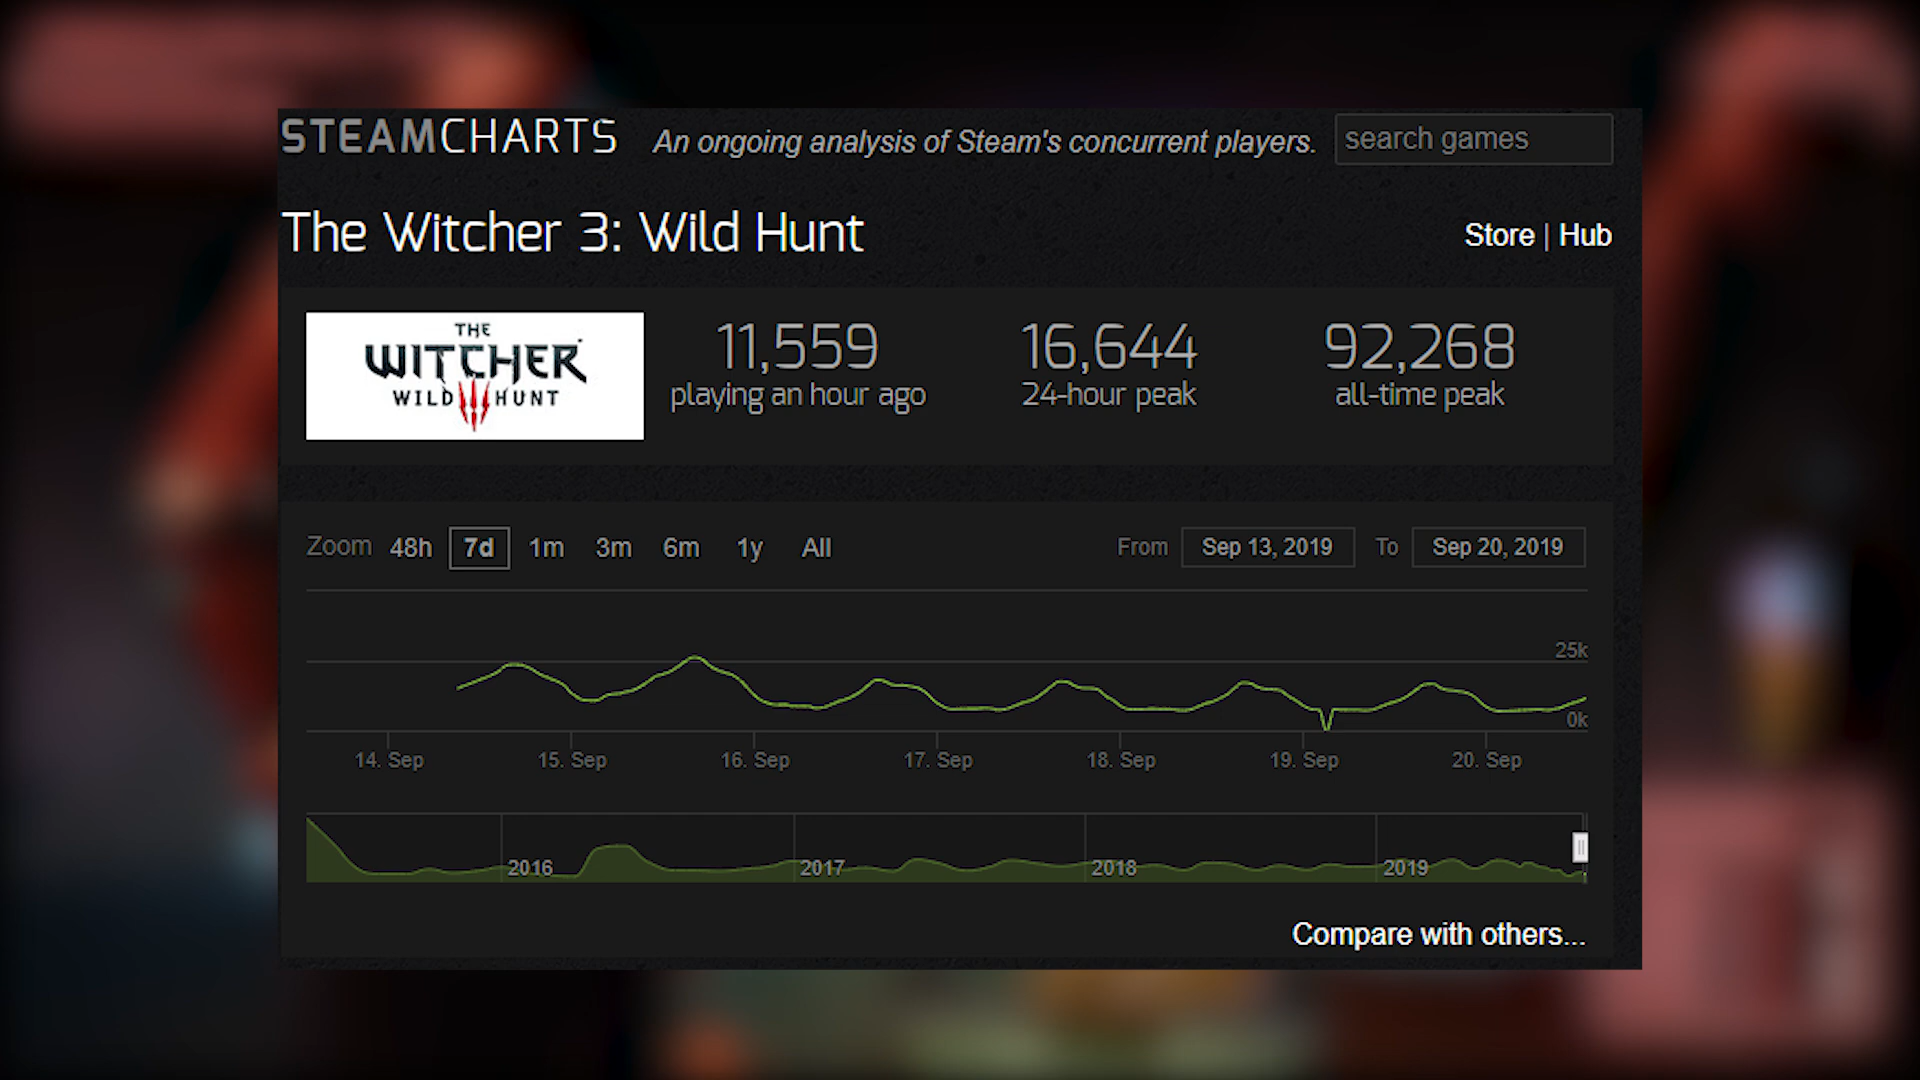 STEAMCHARTS An ongoing analysis of Steam's concurrent players. search games
The Witcher 3: Wild Hunt Store | Hub
THE
WITCHER
WILD HUNT
11,559 16,644 92,268
playing an hour ago 24-hour peak all-time peak
Zoom 48h 7d 1m 3m 6m 1y All From Sep 13, 2019 To Sep 20, 2019
25k
0k
14. Sep 15. Sep 16. Sep 17. Sep 18. Sep 19. Sep 20. Sep
2016 2017 2018 2019
Compare with others...